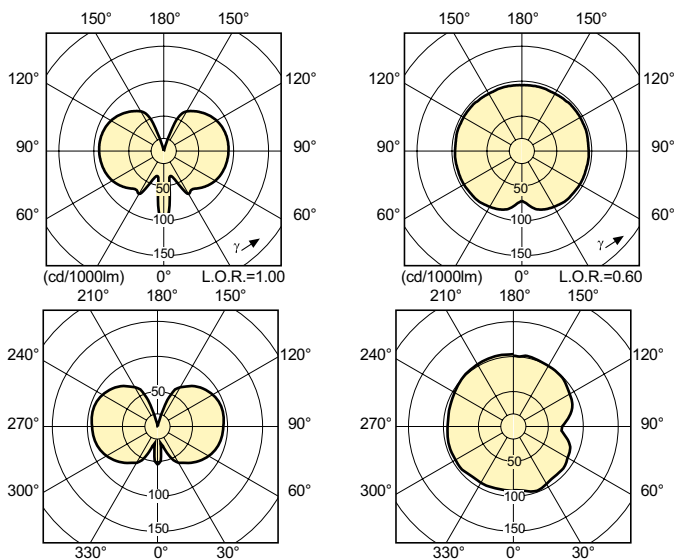 150° 180° 150° 150° 180° 150°
120° 120° 120° 120°
90° 90° 90° 90°
50 50
60° 60° 60° 60°
100 100
150 γ 150 γ
(cd/1000lm) 0° L.O.R.=1.00 (cd/1000lm) 0° L.O.R.=0.60
210° 180° 150° 210° 180° 150°
240° 120° 240° 120°
50
270° 90° 270° 90°
50
300° 60° 300° 60°
100 100
150 150
330° 0° 30° 330° 0° 30°